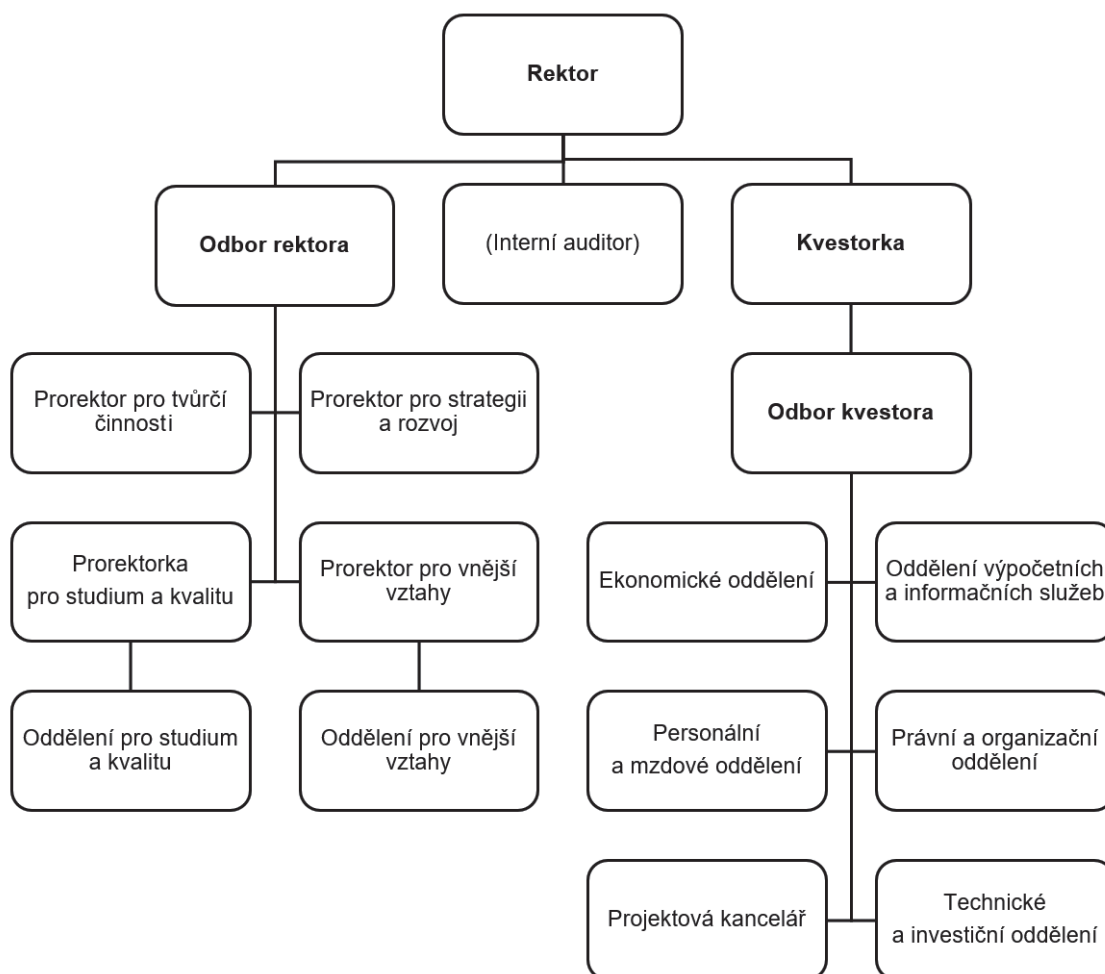 Rektor
Odbor rektora
(Interní auditor)
Kvestorka
Prorektor pro tvůrčí
činnosti
Prorektor pro strategii
a rozvoj
Odbor kvestora
Prorektorka
pro studium a kvalitu
Prorektor pro vnější
vztahy
Ekonomické oddělení
Oddělení výpočetních
a informačních služeb
Oddělení pro studium
a kvalitu
Oddělení pro vnější
vztahy
Personální
a mzdové oddělení
Právní a organizační
oddělení
Projektová kancelář
Technické
a investiční oddělení